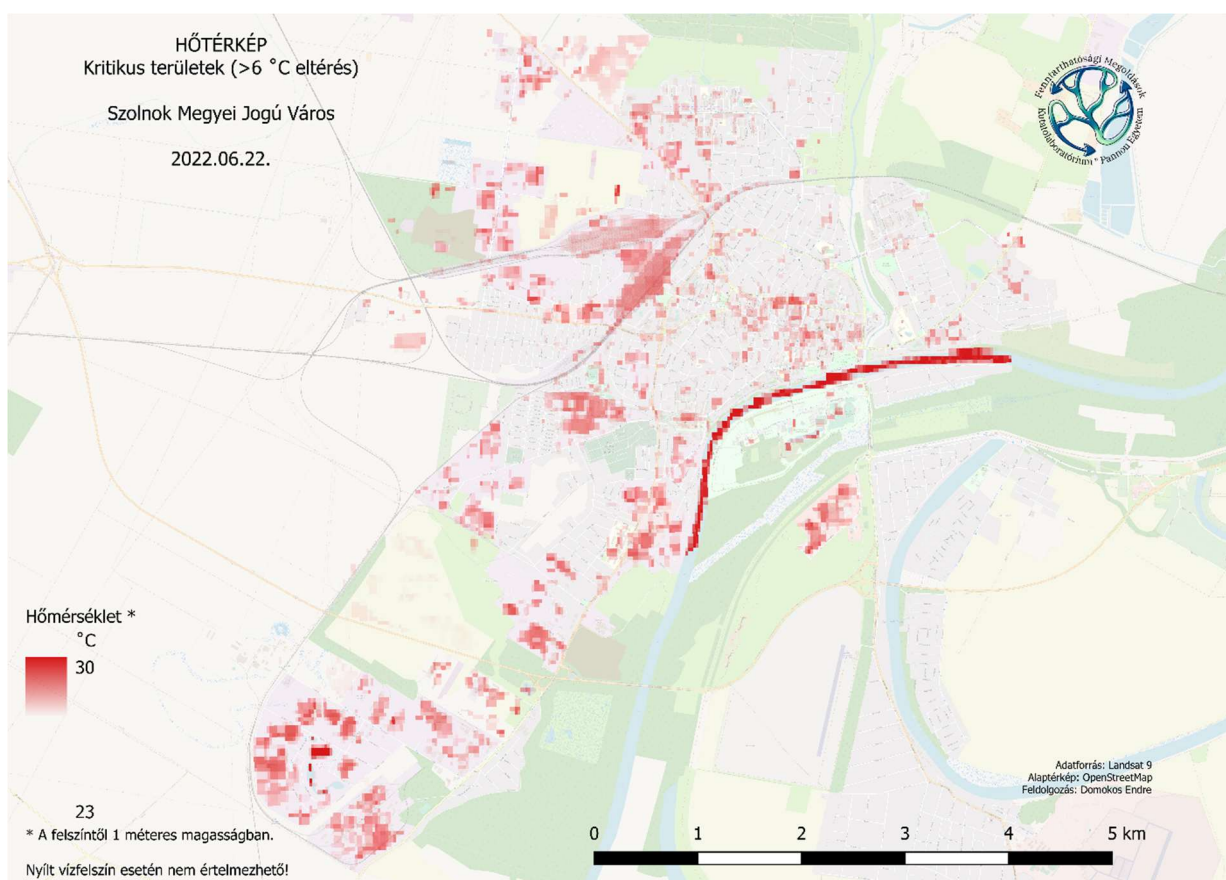 HŐTÉRKÉP
Kritikus területek (>6 °C eltérés)
Szolnok Megyei Jogú Város
2022.06.22.
Fenntarthatósági Megoldások
Kutatólaboratórium * Pannon Egyetem
Hőmérséklet *
°C
30
23
* A felszíntől 1 méteres magasságban.
Nyílt vízfelszín esetén nem értelmezhető!
Adatforrás: Landsat 9
Alaptérkép: OpenStreetMap
Feldolgozás: Domokos Endre
0 1 2 3 4 5 km